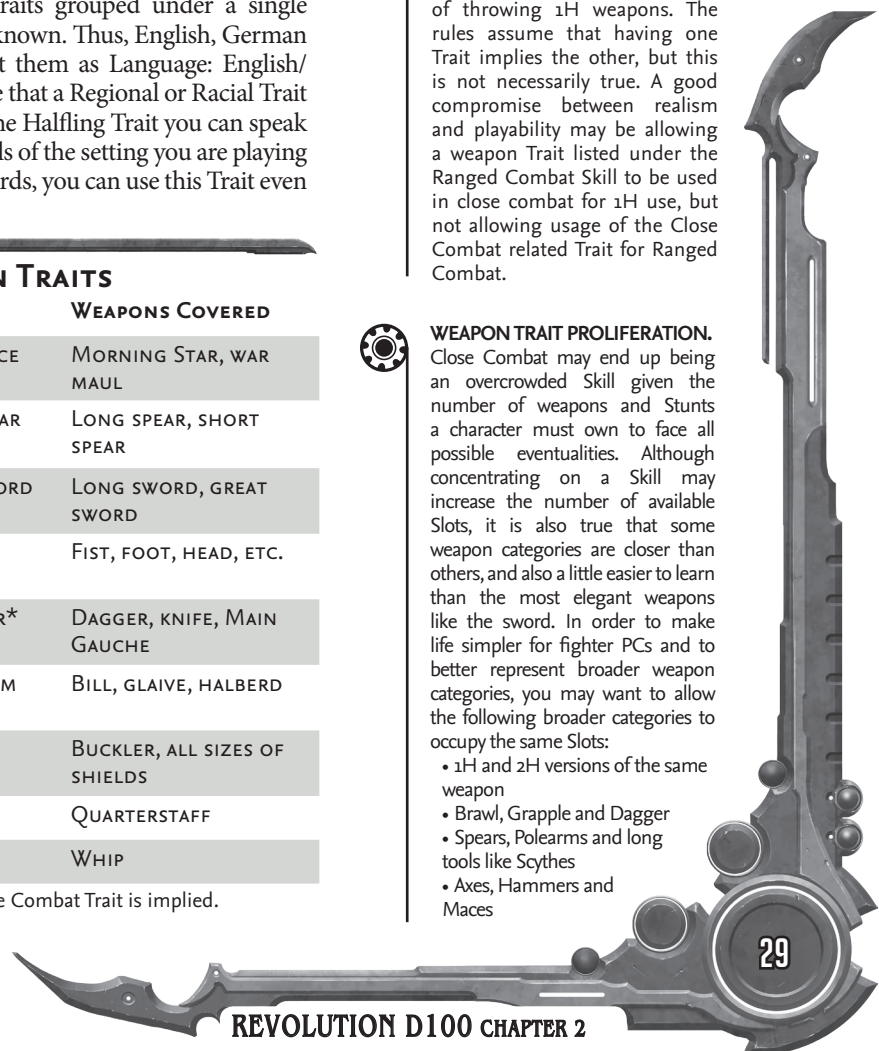 raits grouped under a single
known. Thus, English, German
t them as Language: English/
e that a Regional or Racial Trait
he Halfling Trait you can speak
ls of the setting you are playing
rds, you can use this Trait even
n Traits
Weapons Covered
ce Morning Star, war
maul
ar Long spear, short
spear
ord Long sword, great
sword
Fist, foot, head, etc.
r* Dagger, knife, Main
Gauche
m Bill, glaive, halberd
Buckler, all sizes of
shields
Quarterstaff
Whip
e Combat Trait is implied.
of throwing 1H weapons. The
rules assume that having one
Trait implies the other, but this
is not necessarily true. A good
compromise between realism
and playability may be allowing
a weapon Trait listed under the
Ranged Combat Skill to be used
in close combat for 1H use, but
not allowing usage of the Close
Combat related Trait for Ranged
Combat.
WEAPON TRAIT PROLIFERATION.
Close Combat may end up being
an overcrowded Skill given the
number of weapons and Stunts
a character must own to face all
possible eventualities. Although
concentrating on a Skill may
increase the number of available
Slots, it is also true that some
weapon categories are closer than
others, and also a little easier to learn
than the most elegant weapons
like the sword. In order to make
life simpler for fighter PCs and to
better represent broader weapon
categories, you may want to allow
the following broader categories to
occupy the same Slots:
• 1H and 2H versions of the same
weapon
• Brawl, Grapple and Dagger
• Spears, Polearms and long
tools like Scythes
• Axes, Hammers and
Maces
29
REVOLUTION D100 CHAPTER 2